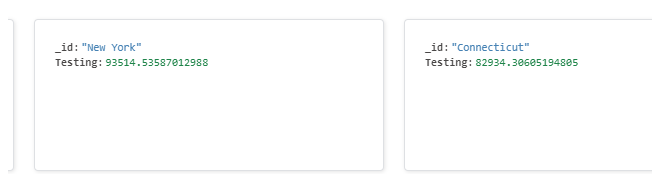 _id: "New York"
Testing: 93514.53587012988
_id: "Connecticut"
Testing: 82934.30605194805